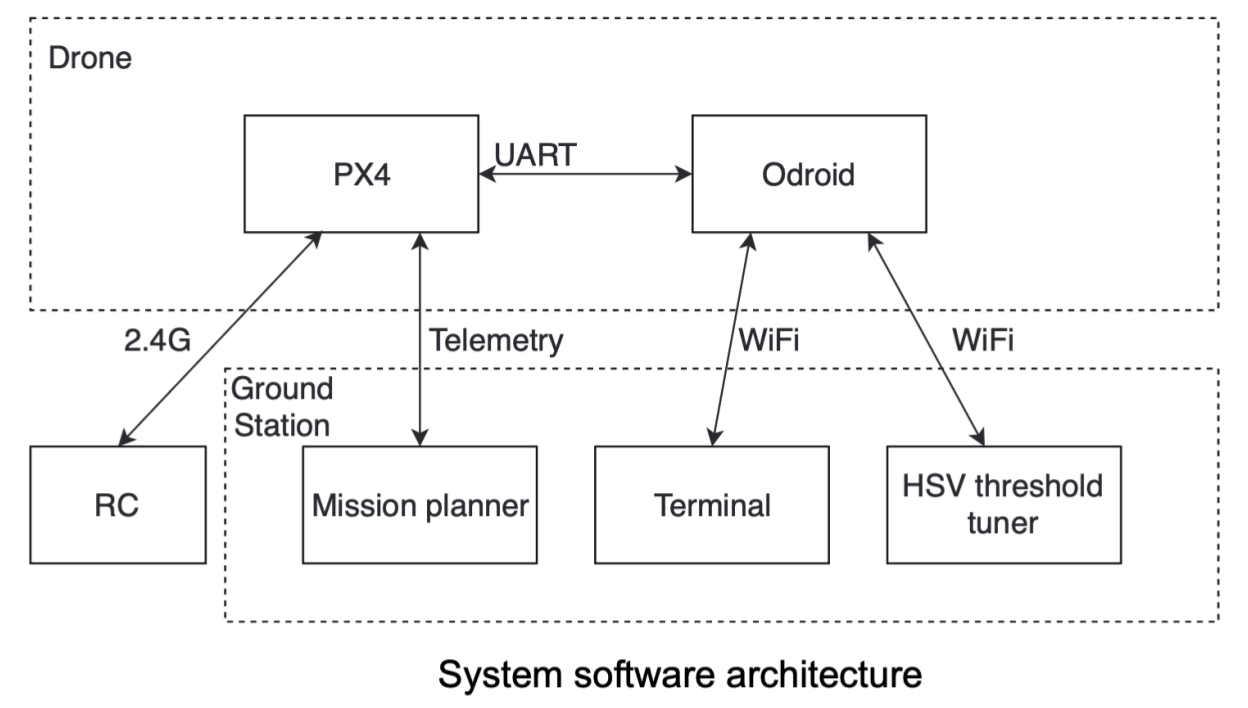 Drone
PX4
UART
Odroid
2.4G
Telemetry
WiFi
WiFi
Ground
Station
RC
Mission planner
Terminal
HSV threshold
tuner
System software architecture